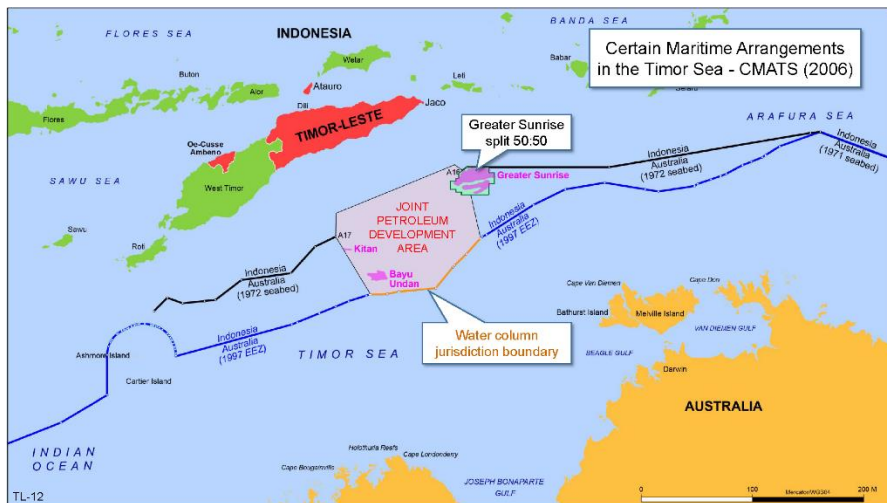 FLORES SEA
INDONESIA
BANDA SEA
Certain Maritime Arrangements
in the Timor Sea - CMATS (2006)
Buton
Alor
Flores
Wetar
Atauro
Dili
Leti
Babar
Jaco
TIMOR-LESTE
Oe-Cusse
Ambeno
West Timor
SAWU SEA
Sawu
Roti
Greater Sunrise
split 50:50
ARAFURA SEA
Indonesia
Australia
(1971 seabed)
Indonesia
Australia
(1972 seabed)
A16
Greater Sunrise
Indonesia
Australia
(1997 EEZ)
JOINT
PETROLEUM
DEVELOPMENT
AREA
A17
Kitan
Bayu
Undan
Indonesia
Australia
(1972 seabed)
Indonesia
Australia
(1997 EEZ)
Water column
jurisdiction boundary
TIMOR SEA
Ashmore Island
Cartier Island
INDIAN
OCEAN
Cape Van Diemen
Cape Don
Bathurst Island
Melville Island
VAN DIEMEN GULF
BEAGLE GULF
Darwin
AUSTRALIA
Holothuria Reefs
Cape Bougainville
Cape Londonderry
JOSEPH BONAPARTE
GULF
TL-12
Mercator/WGS84
0
100
200 M